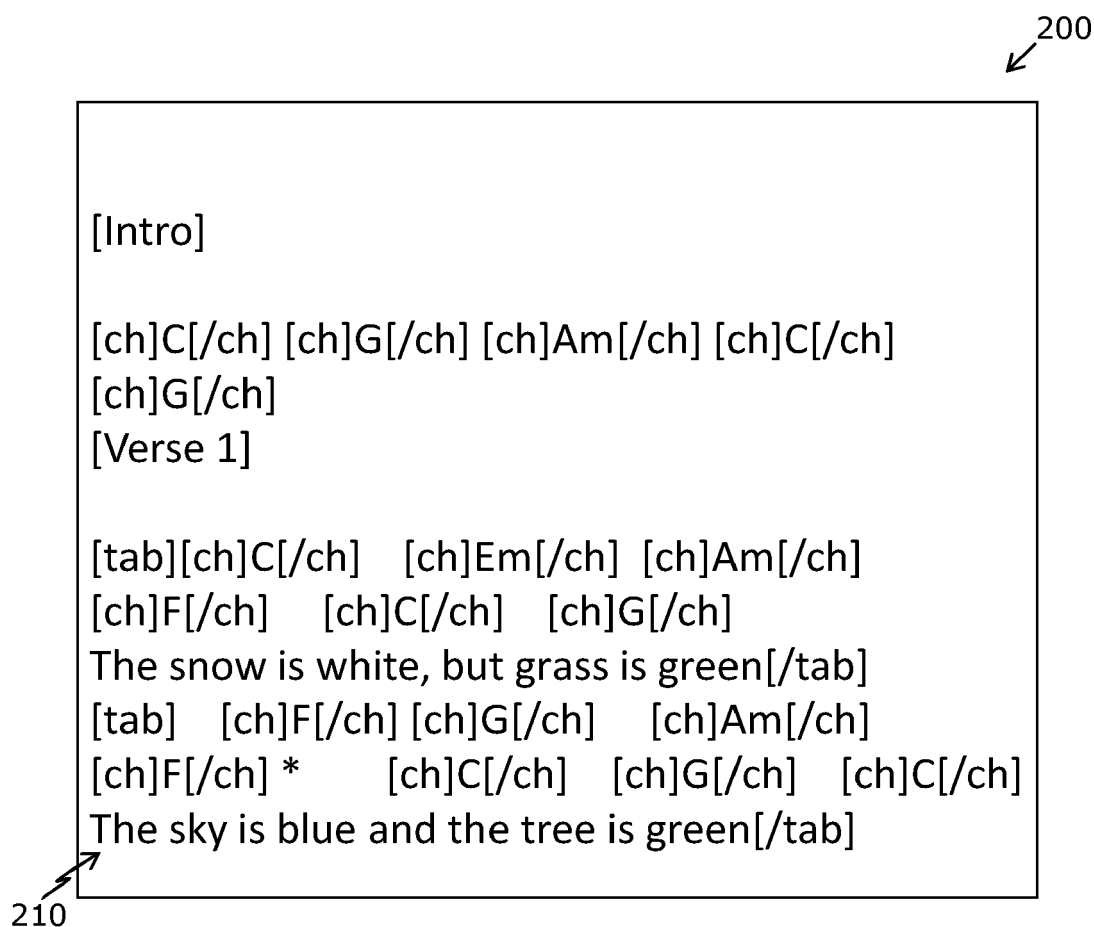 200
[Intro]
[ch]C[/ch] [ch]G[/ch] [ch]Am[/ch] [ch]C[/ch]
[ch]G[/ch]
[Verse 1]
[tab][ch]C[/ch]    [ch]Em[/ch]  [ch]Am[/ch]
[ch]F[/ch]     [ch]C[/ch]    [ch]G[/ch]
The snow is white, but grass is green[/tab]
[tab]    [ch]F[/ch] [ch]G[/ch]     [ch]Am[/ch]
[ch]F[/ch] *        [ch]C[/ch]    [ch]G[/ch]    [ch]C[/ch]
The sky is blue and the tree is green[/tab]
210